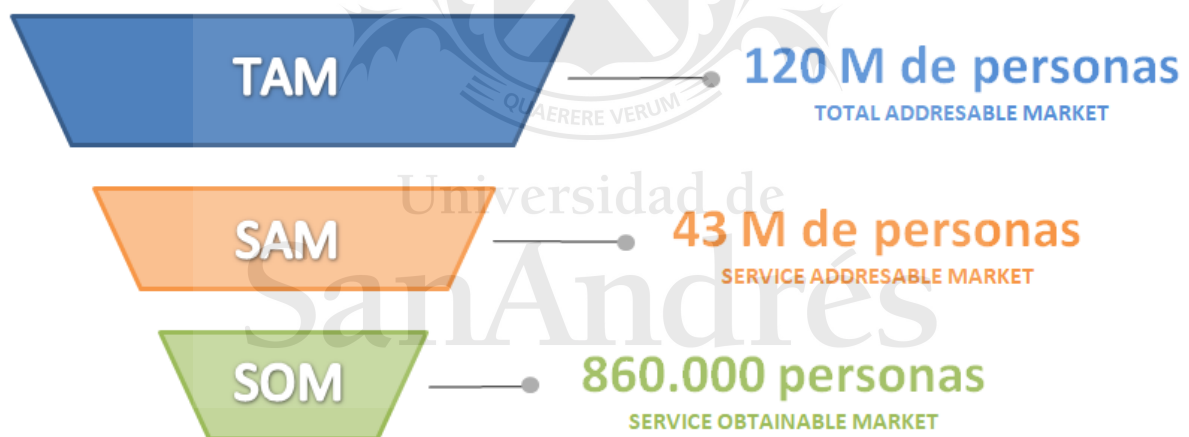 TAM
120 M de personas
TOTAL ADDRESABLE MARKET
QUAERERE VERUM
Universidad de
SanAndrés
SAM
43 M de personas
SERVICE ADDRESABLE MARKET
SOM
860.000 personas
SERVICE OBTAINABLE MARKET